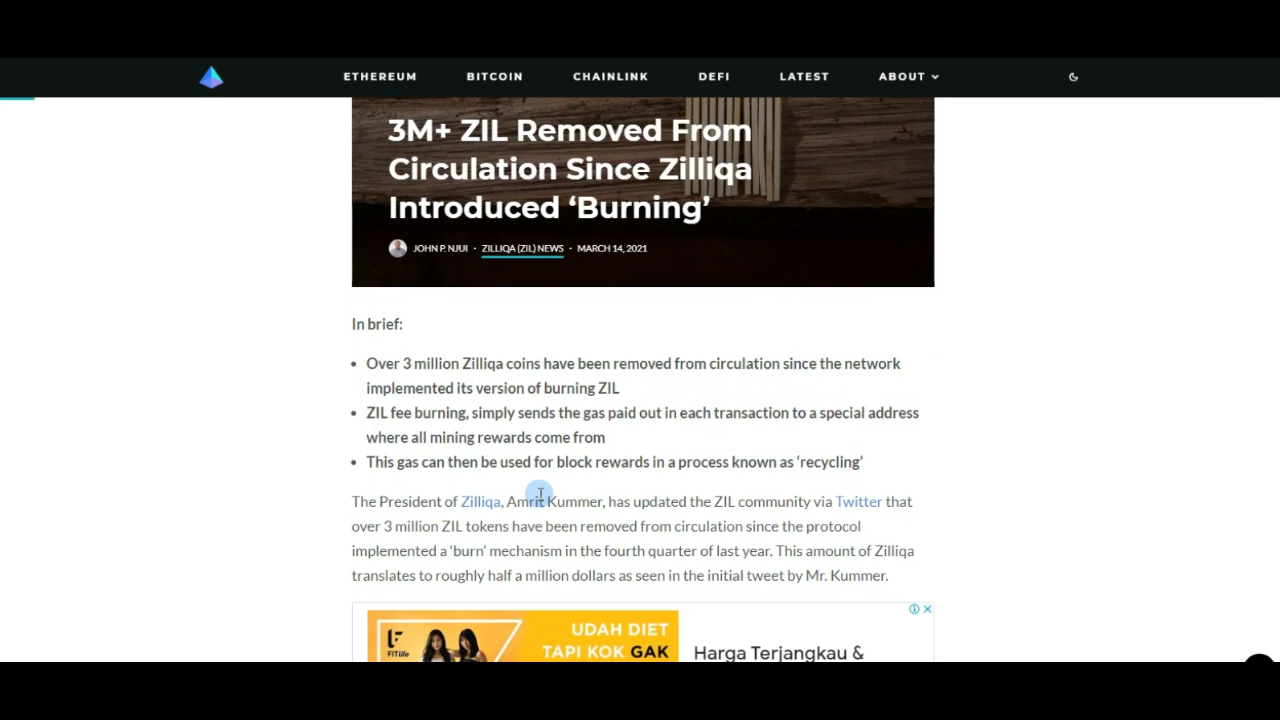 ETHEREUM BITCOIN CHAINLINK DEFI LATEST ABOUT
3M+ ZIL Removed From
Circulation Since Zilliqa
Introduced ‘Burning’
JOHN P. NJUI · ZILLIQA (ZIL) NEWS · MARCH 14, 2021
In brief:
• Over 3 million Zilliqa coins have been removed from circulation since the network
implemented its version of burning ZIL
• ZIL fee burning, simply sends the gas paid out in each transaction to a special address
where all mining rewards come from
• This gas can then be used for block rewards in a process known as ‘recycling’
The President of Zilliqa, Amrit Kummer, has updated the ZIL community via Twitter that
over 3 million ZIL tokens have been removed from circulation since the protocol
implemented a ‘burn’ mechanism in the fourth quarter of last year. This amount of Zilliqa
translates to roughly half a million dollars as seen in the initial tweet by Mr. Kummer.
UDAH DIET
TAPI KOK GAK
FITlife
Harga Terjangkau &